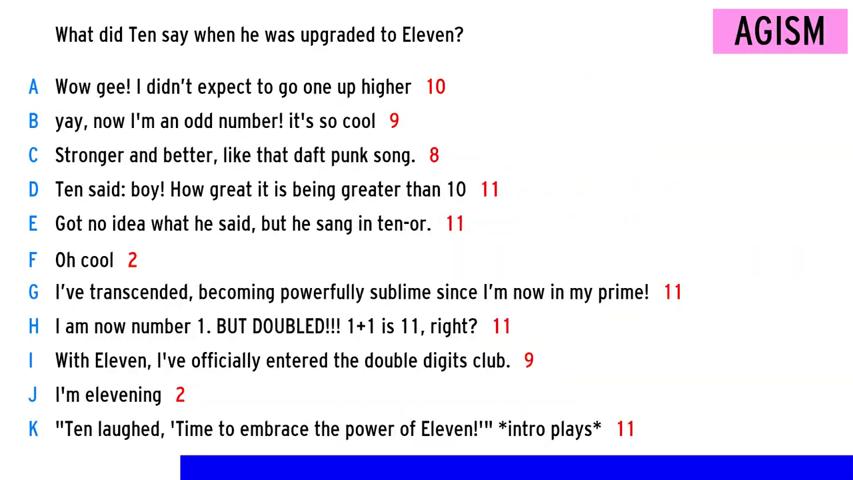 What did Ten say when he was upgraded to Eleven?
AGISM
A Wow gee! I didn't expect to go one up higher 10
B yay, now I'm an odd number! it's so cool 9
C Stronger and better, like that daft punk song. 8
D Ten said: boy! How great it is being greater than 10 11
E Got no idea what he said, but he sang in ten-or. 11
F Oh cool 2
G I've transcended, becoming powerfully sublime since I'm now in my prime! 11
H I am now number 1. BUT DOUBLED!!! 1+1 is 11, right? 11
I With Eleven, I've officially entered the double digits club. 9
J I'm elevening 2
K "Ten laughed, 'Time to embrace the power of Eleven!'" *intro plays* 11